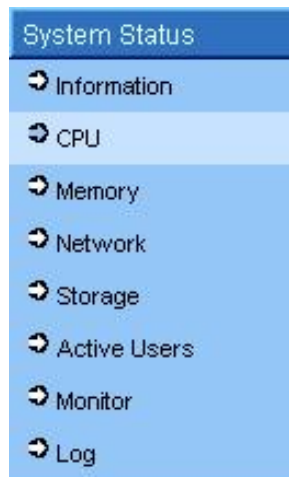 System Status
Information
CPU
Memory
Network
Storage
Active Users
Monitor
Log